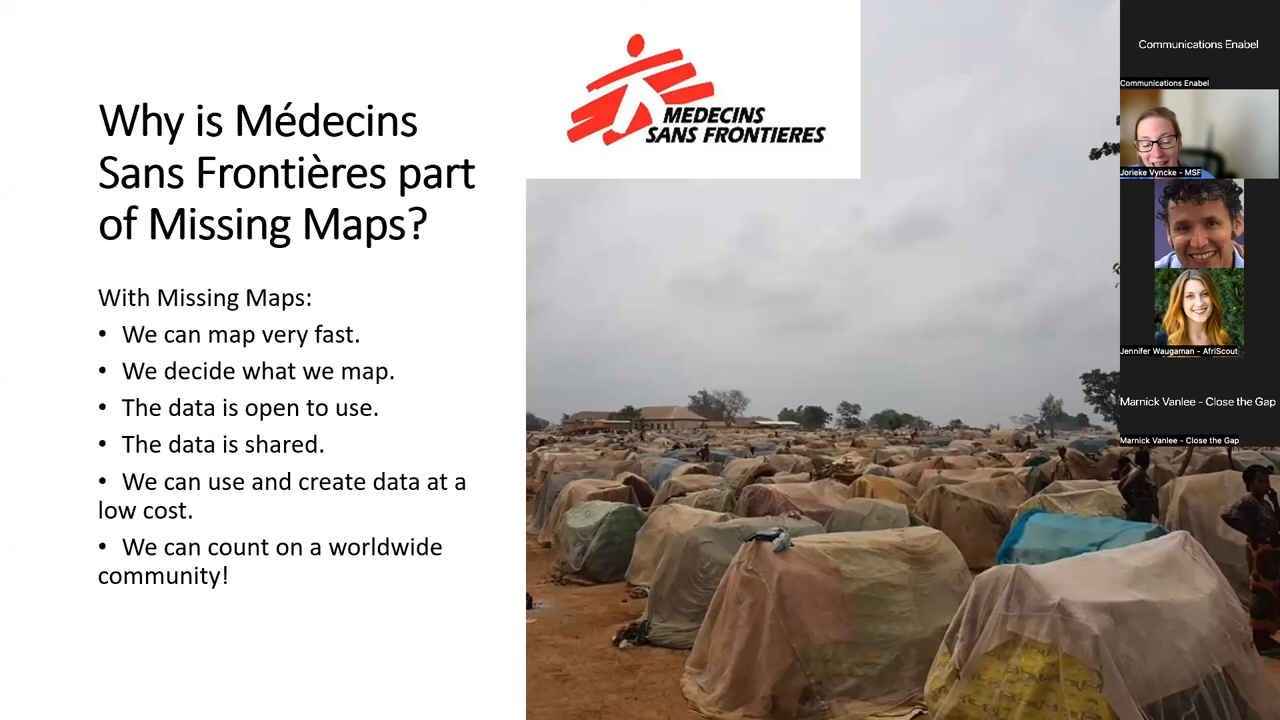 Why is Médecins
Sans Frontières part
of Missing Maps?
With Missing Maps:
• We can map very fast.
• We decide what we map.
• The data is open to use.
• The data is shared.
• We can use and create data at a
low cost.
• We can count on a worldwide
community!
MEDECINS
SANS FRONTIERES
Communications Enabel
Communications Enabel
Jorieke Vyncke - MSF
Jennifer Waugaman - AfriScout
Marnick Vanlee - Close the Gap
Marnick Vanlee - Close the Gap